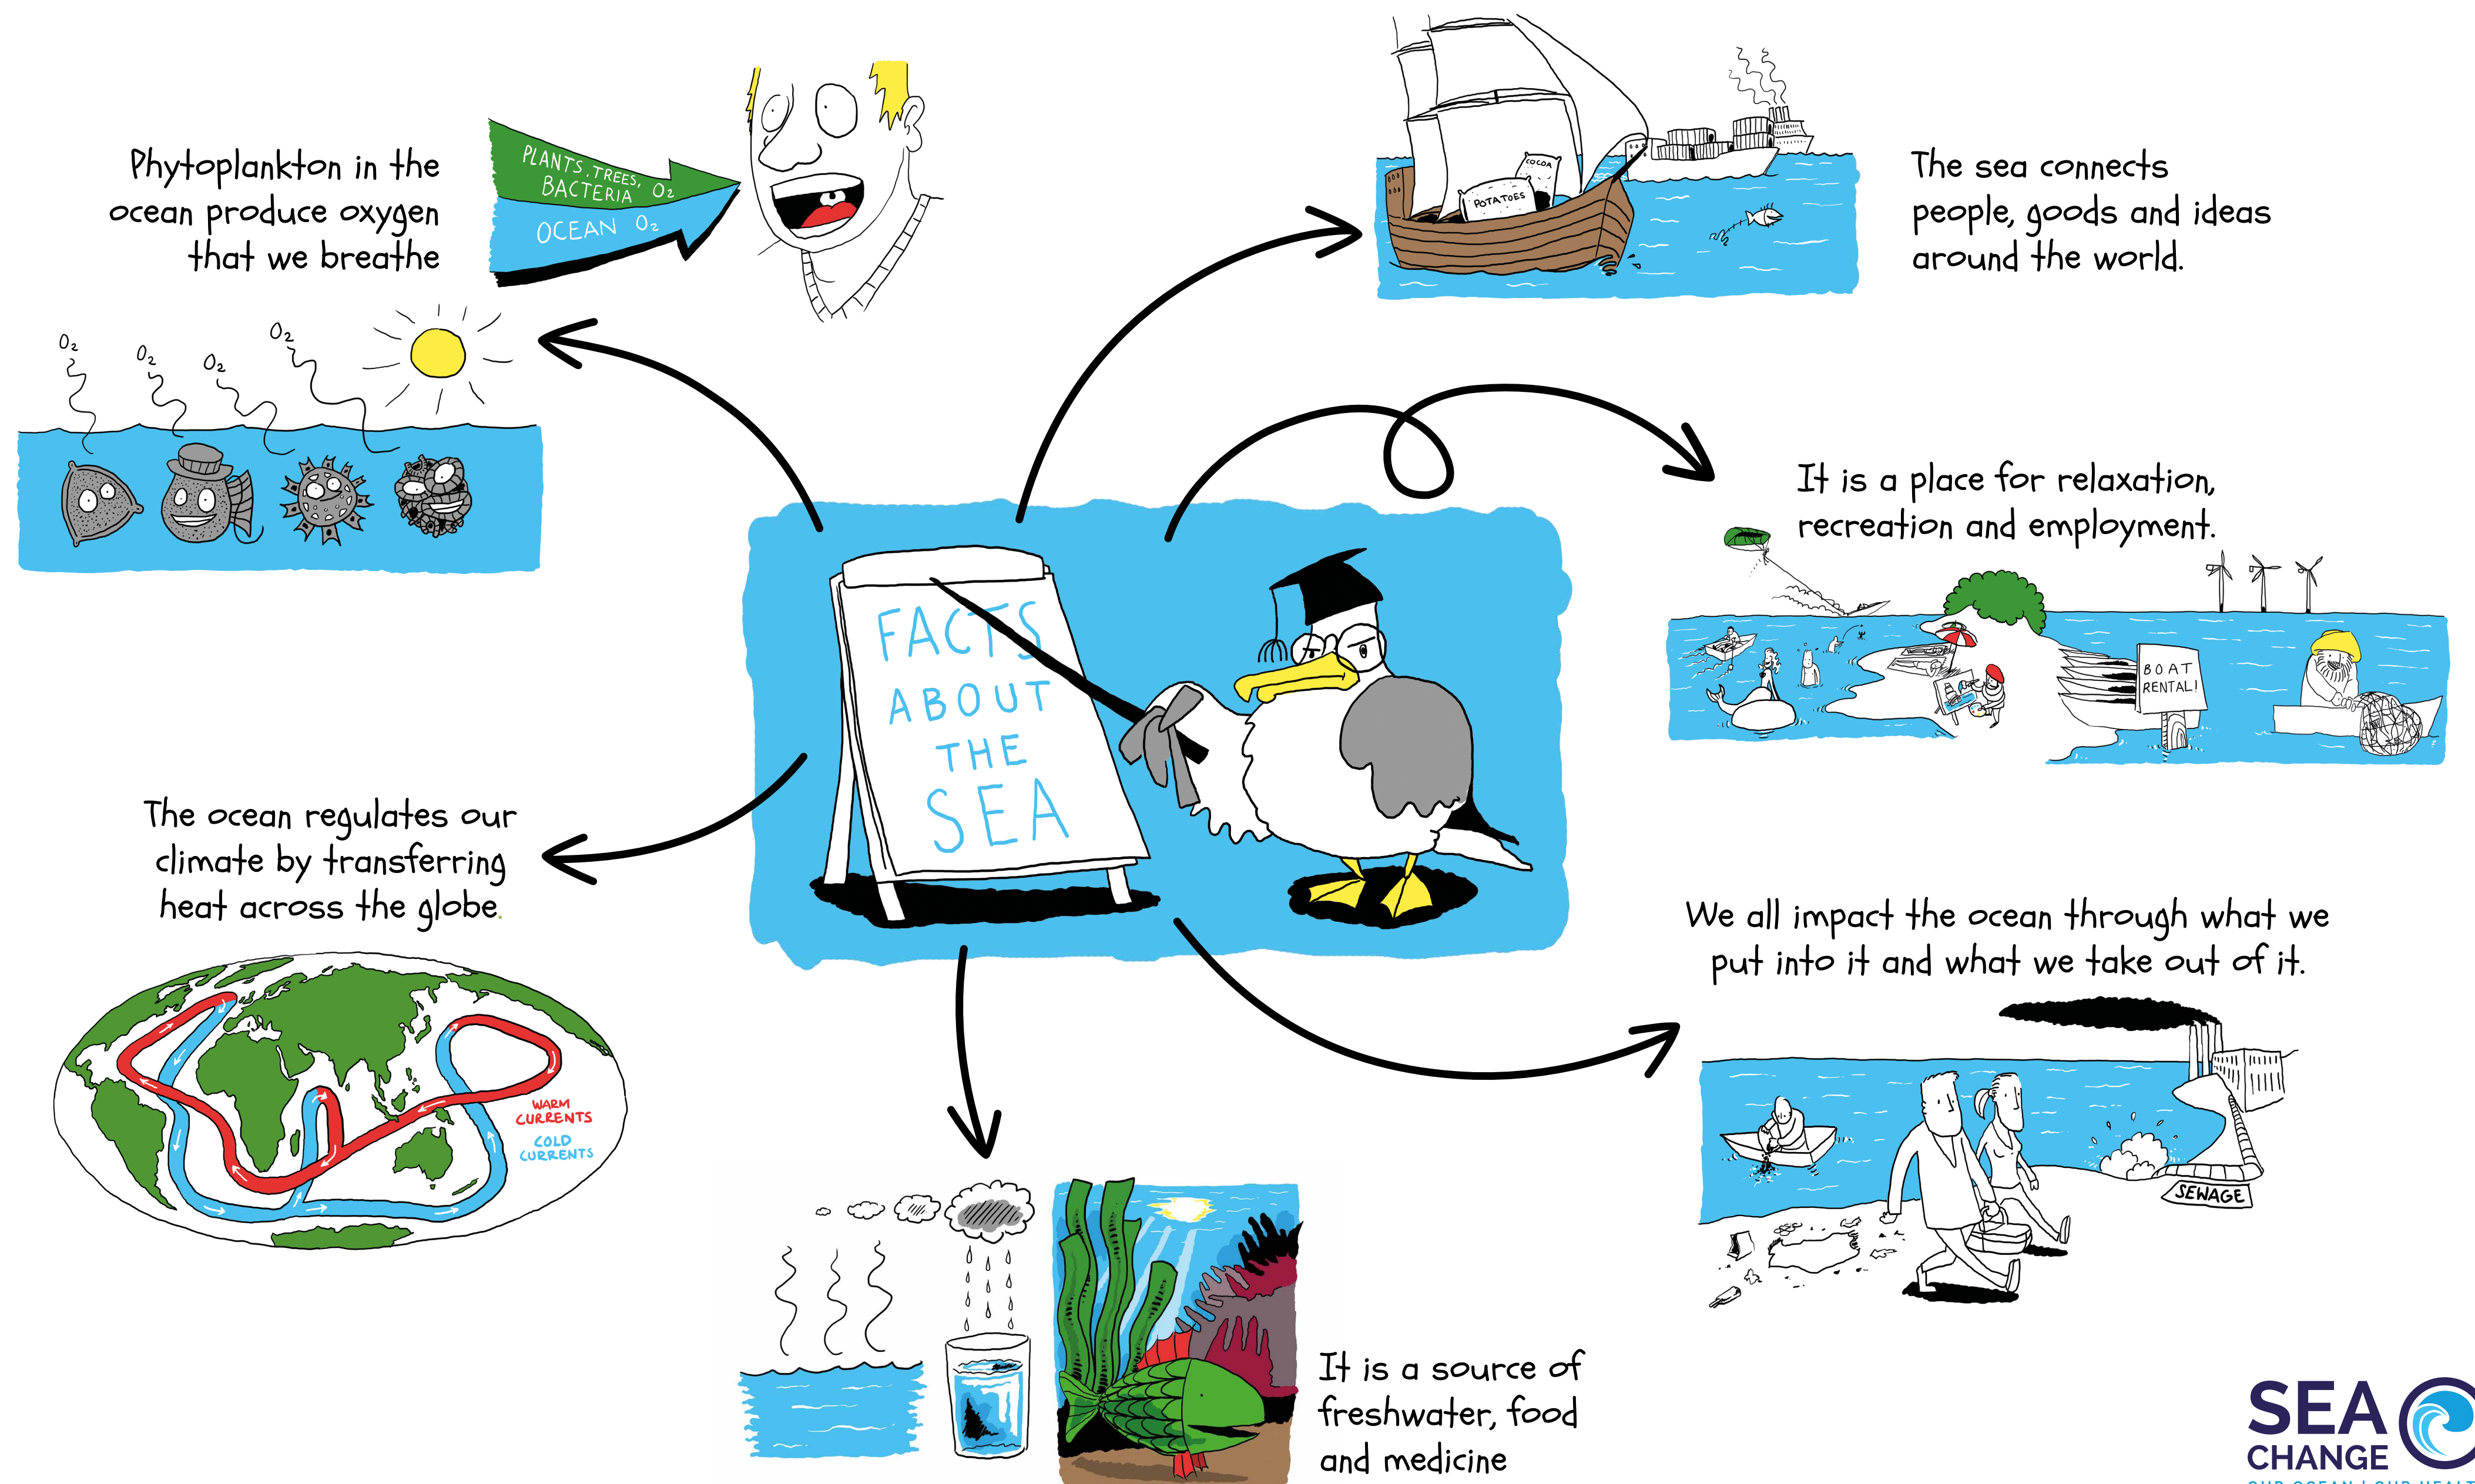 Phytoplankton in the
ocean produce oxygen
that we breathe
PLANTS, TREES,
BACTERIA O₂
OCEAN O₂
O₂
O₂
O₂
O₂
COCOA
POTATOES
The sea connects
people, goods and ideas
around the world.
It is a place for relaxation,
recreation and employment.
BOAT
RENTAL!
FACTS
ABOUT
THE
SEA
The ocean regulates our
climate by transferring
heat across the globe.
WARM
CURRENTS
COLD
CURRENTS
We all impact the ocean through what we
put into it and what we take out of it.
SEWAGE
It is a source of
freshwater, food
and medicine
SEA
CHANGE